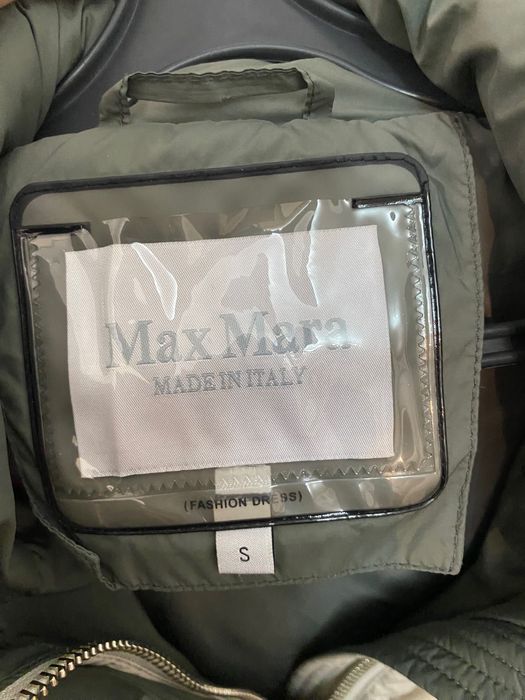 Max Mara
MADE IN ITALY
(FASHION DRESS)
S